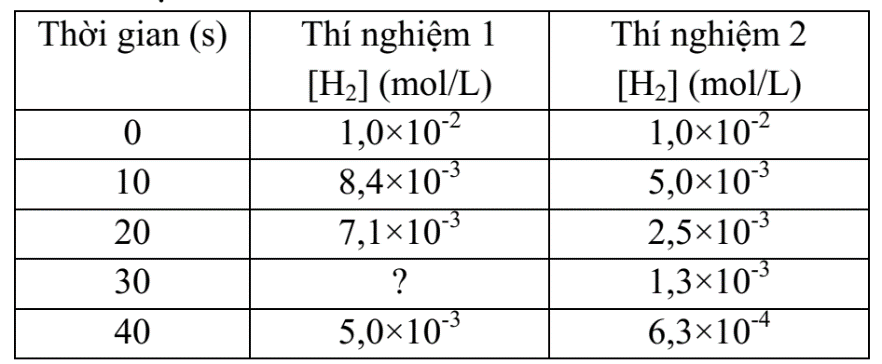 Thời gian (s) Thí nghiệm 1 Thí nghiệm 2
[H₂] (mol/L) [H₂] (mol/L)
0 1,0×10⁻² 1,0×10⁻²
10 8,4×10⁻³ 5,0×10⁻³
20 7,1×10⁻³ 2,5×10⁻³
30 ? 1,3×10⁻³
40 5,0×10⁻³ 6,3×10⁻⁴